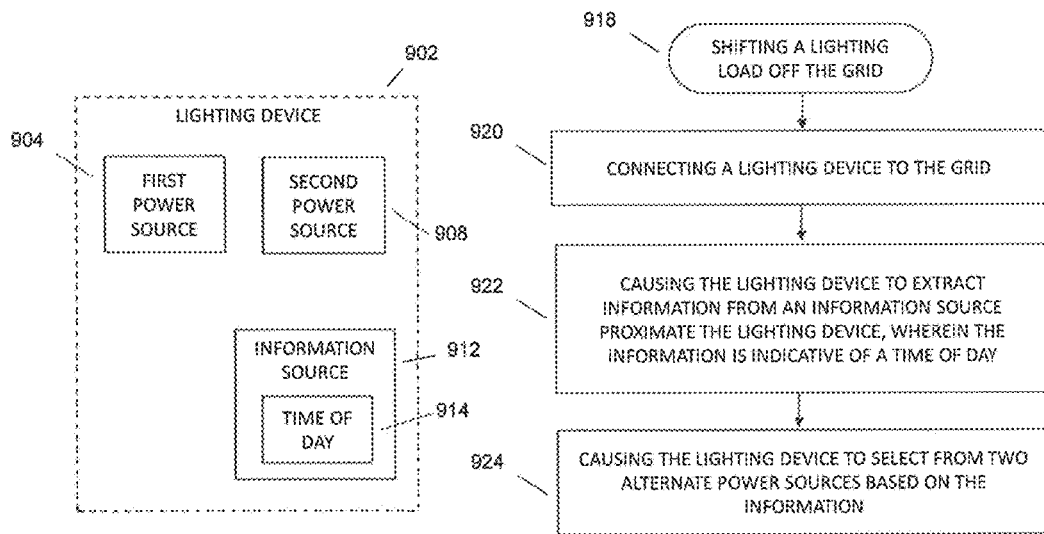 902
LIGHTING DEVICE
904
FIRST
POWER
SOURCE
SECOND
POWER
SOURCE
908
INFORMATION
SOURCE
912
TIME OF
DAY
914
918
SHIFTING A LIGHTING
LOAD OFF THE GRID
920
CONNECTING A LIGHTING DEVICE TO THE GRID
922
CAUSING THE LIGHTING DEVICE TO EXTRACT
INFORMATION FROM AN INFORMATION SOURCE
PROXIMATE THE LIGHTING DEVICE, WHEREIN THE
INFORMATION IS INDICATIVE OF A TIME OF DAY
924
CAUSING THE LIGHTING DEVICE TO SELECT FROM TWO
ALTERNATE POWER SOURCES BASED ON THE
INFORMATION